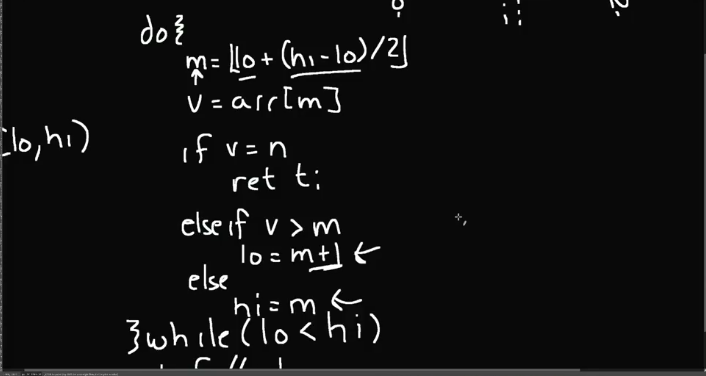 do{
m = ⌊lo + (hi - lo) / 2⌋
v = arr[m]
[lo, hi)
if v = n
ret ti
else if v > m
lo = m+1 ←
else
hi = m ←
}while (lo < hi)